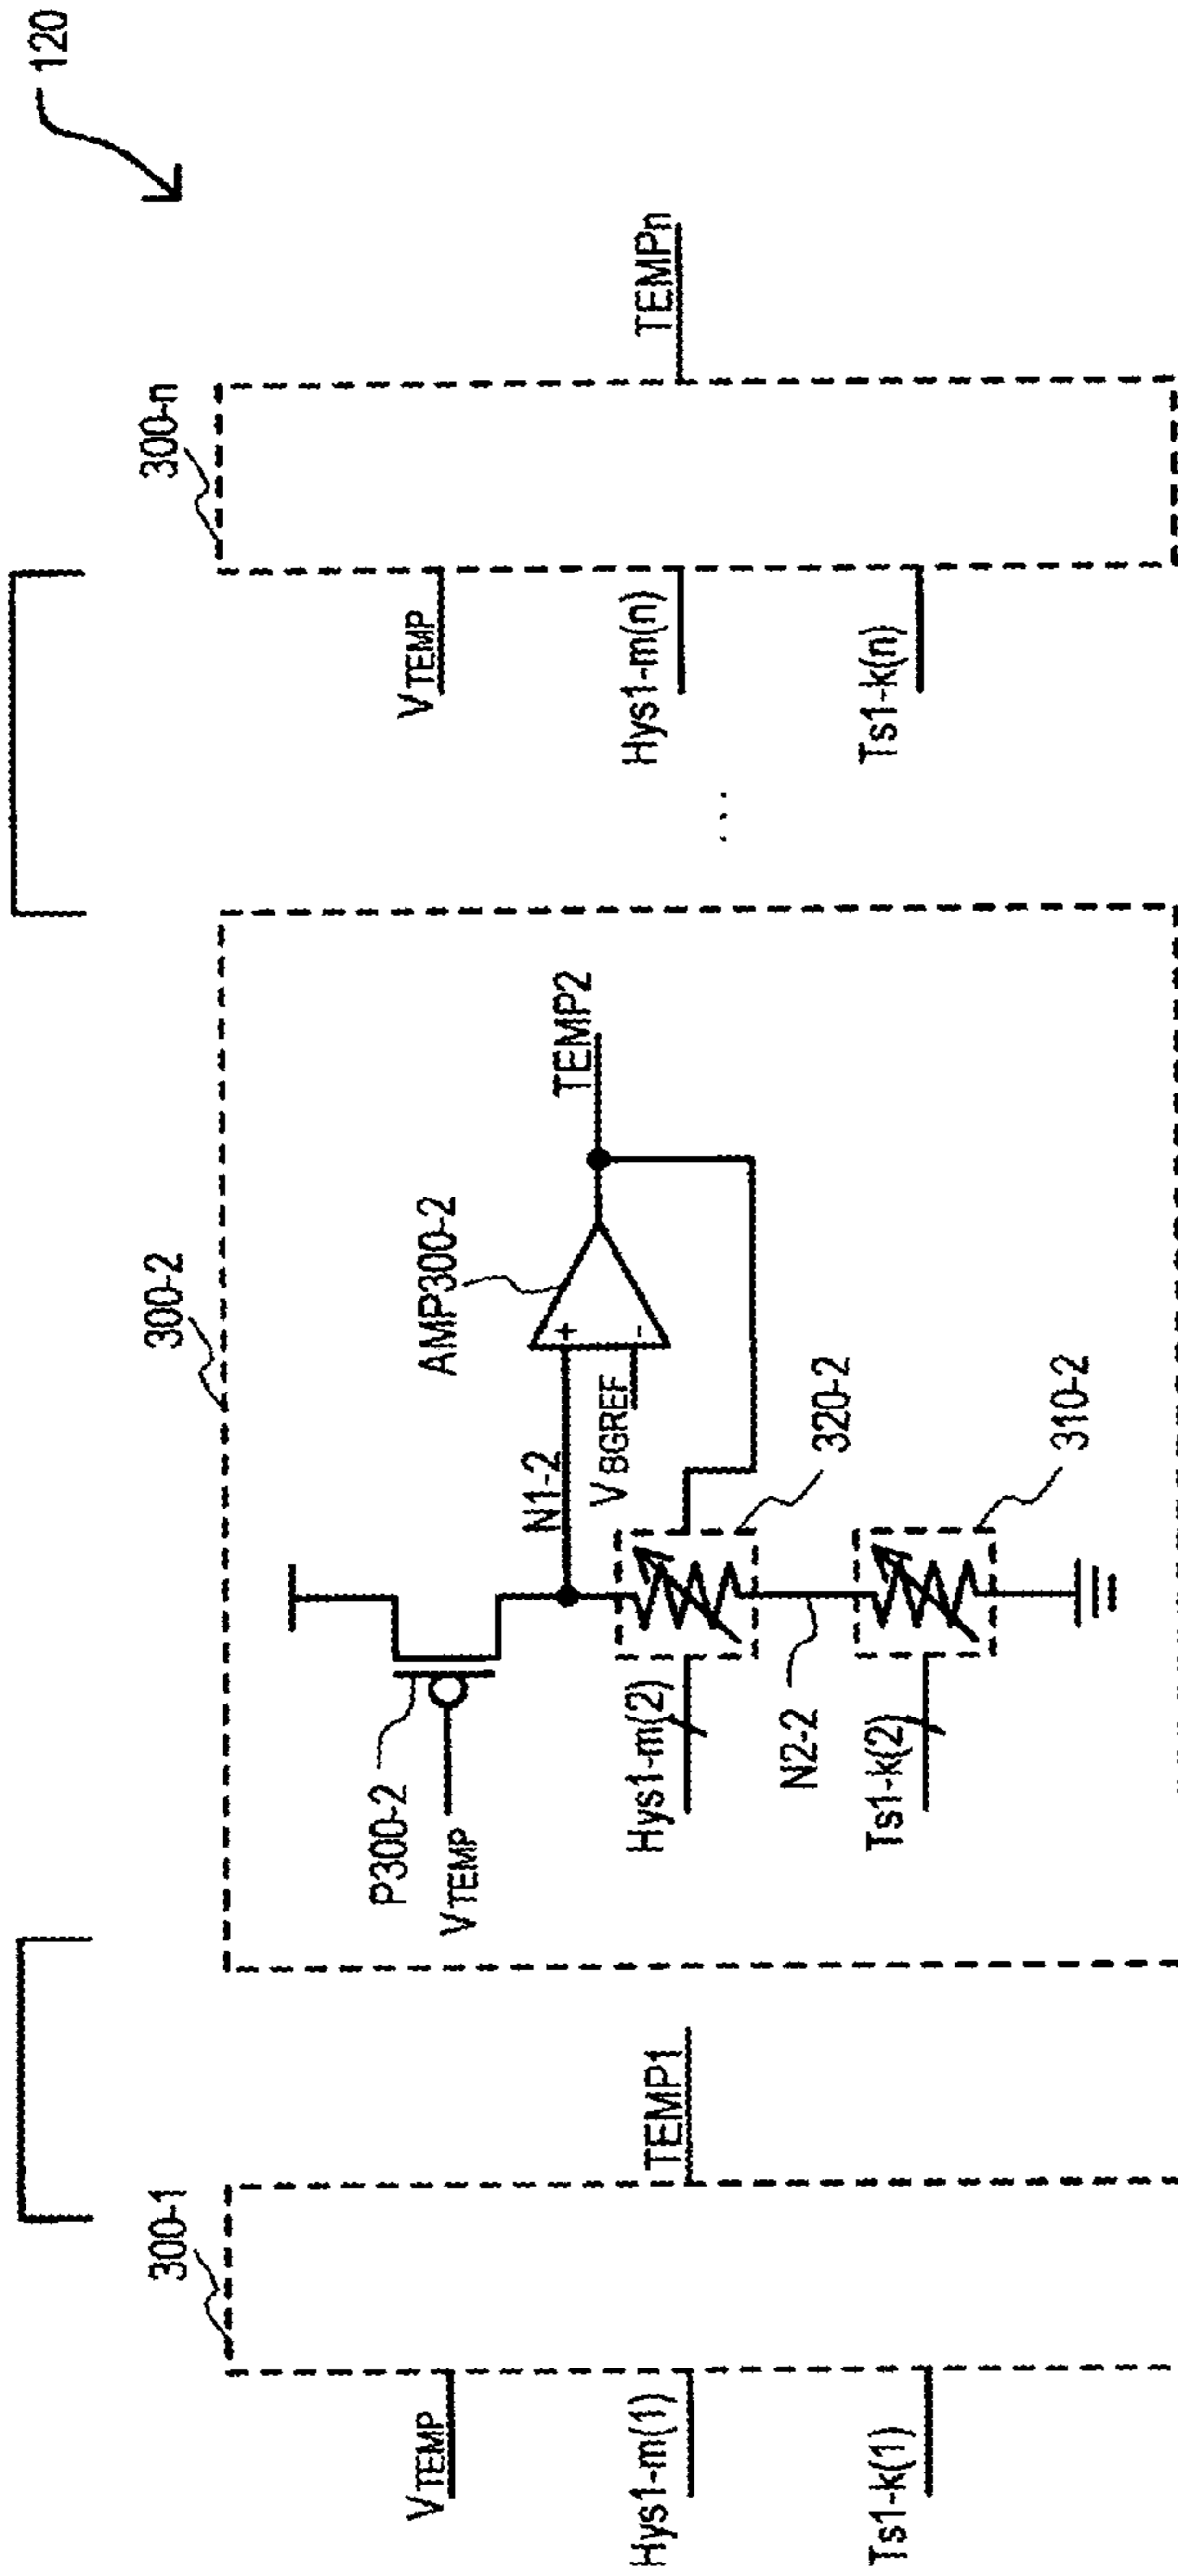 120
300-1
300-2
300-n
VTEMP
Hys1-m(1)
Ts1-k(1)
TEMP1
P300-2
VTEMP
Hys1-m(2)
N2-2
Ts1-k(2)
N1-2
VBGREF
AMP300-2
+
-
TEMP2
320-2
310-2
...
VTEMP
Hys1-m(n)
Ts1-k(n)
TEMPn